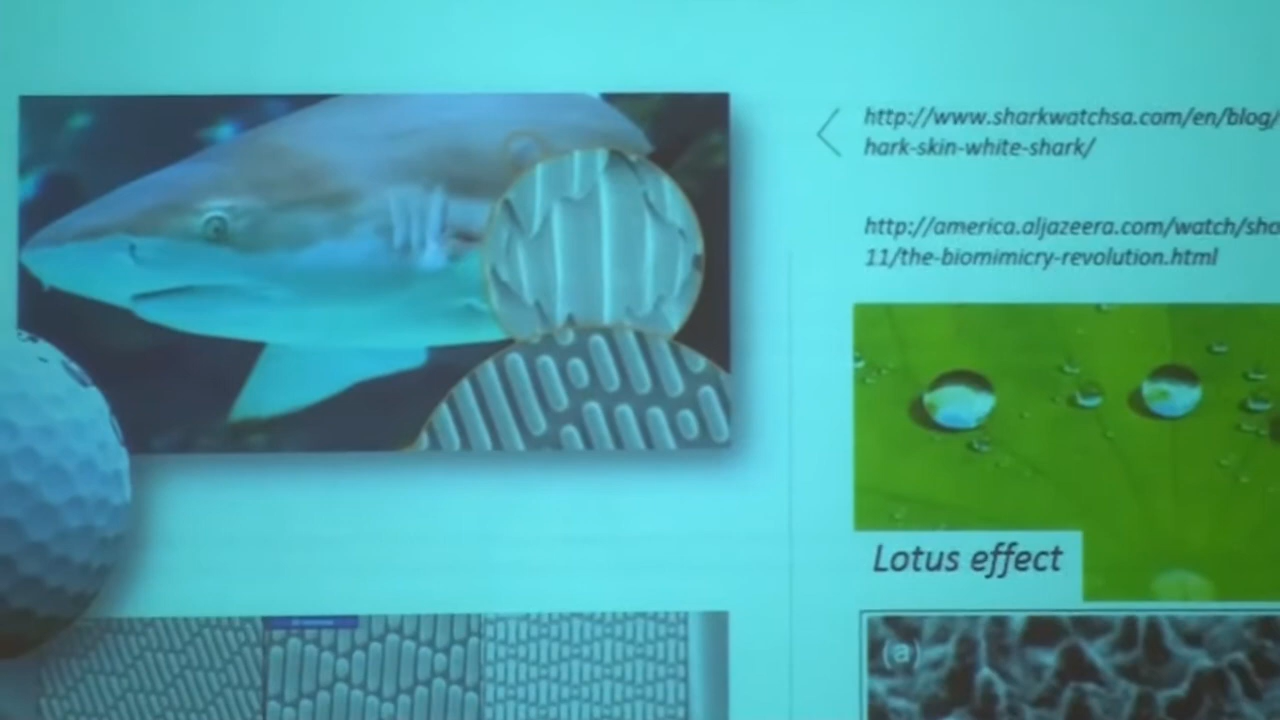 http://www.sharkwatchsa.com/en/blog/
hark-skin-white-shark/
http://america.aljazeera.com/watch/sho
11/the-biomimicry-revolution.html
Lotus effect
(a)